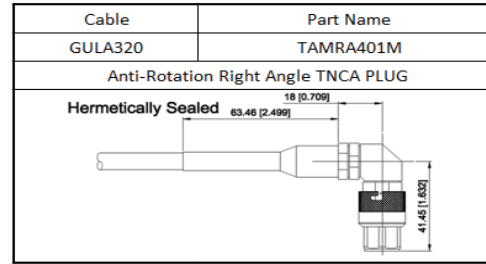 Cable Part Name
GULA320 TAMRA401M
Anti-Rotation Right Angle TNCA PLUG
Hermetically Sealed
18 [0.709]
63.46 [2.499]
41.45 [1.632]